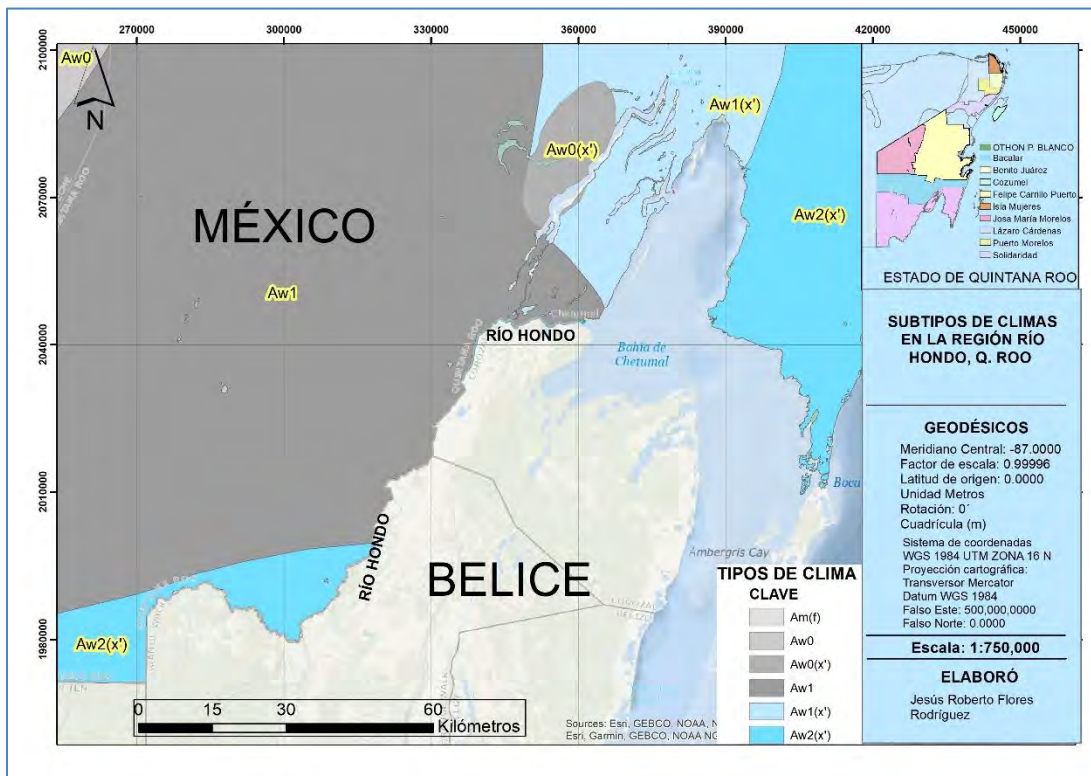 270000 300000 330000 360000 390000 420000 450000
2100000
2070000
2040000
2010000
1980000
Aw0
N
Aw1(x')
Aw0(x')
Aw2(x')
MÉXICO
Aw1
Chetumal
RÍO HONDO
QUINTANA ROO
Bahía de
Chetumal
Boca
RÍO HONDO
BELICE
Ambergris Cay
COROZAL
BELIZE
Aw2(x')
0 15 30 60
Kilómetros
Sources: Esri, GEBCO, NOAA, N
Esri, Garmin, GEBCO, NOAA NG
TIPOS DE CLIMA
CLAVE
Am(f)
Aw0
Aw0(x')
Aw1
Aw1(x')
Aw2(x')
OTHON P. BLANCO
Bacalar
Benito Juárez
Cozumel
Felipe Carrillo Puerto
Isla Mujeres
Jose María Morelos
Lázaro Cárdenas
Puerto Morelos
Solidaridad
ESTADO DE QUINTANA ROO
SUBTIPOS DE CLIMAS
EN LA REGIÓN RÍO
HONDO, Q. ROO
GEODÉSICOS
Meridiano Central: -87.0000
Factor de escala: 0.99996
Latitud de origen: 0.0000
Unidad Metros
Rotación: 0´
Cuadrícula (m)
Sistema de coordenadas
WGS 1984 UTM ZONA 16 N
Proyección cartográfica:
Transversor Mercator
Datum WGS 1984
Falso Este: 500,000,0000
Falso Norte: 0.0000
Escala: 1:750,000
ELABORÓ
Jesús Roberto Flores
Rodríguez